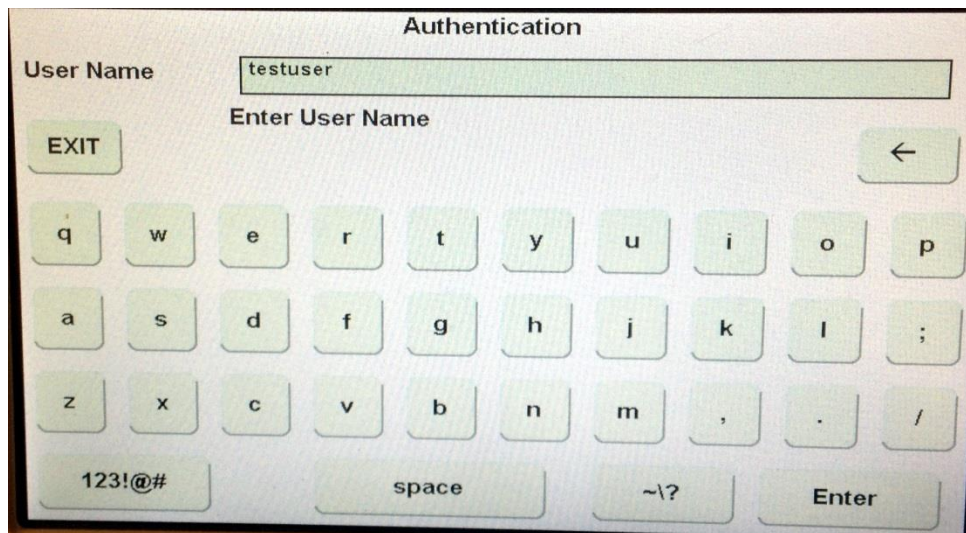 Authentication
User Name testuser
Enter User Name
EXIT ←
q w e r t y u i o p
a s d f g h j k l ;
z x c v b n m , . /
123!@# space ~\? Enter